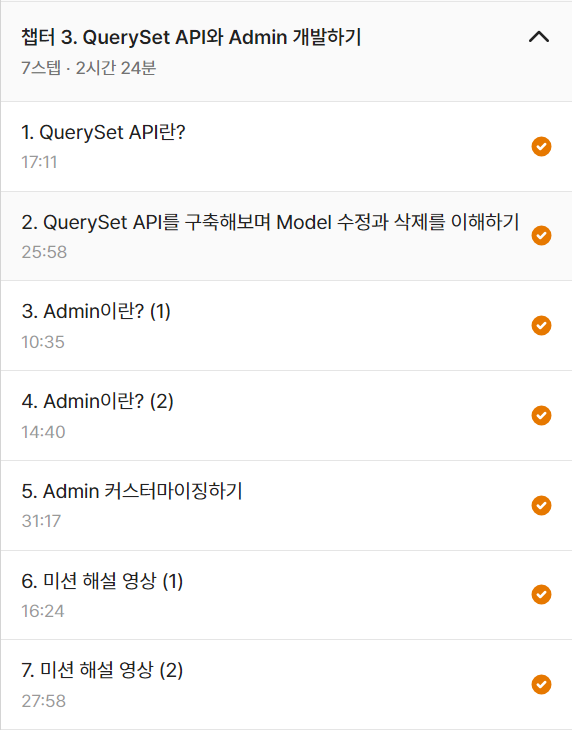 챕터 3. QuerySet API와 Admin 개발하기
7스텝 · 2시간 24분
1. QuerySet API란?
17:11
2. QuerySet API를 구축해보며 Model 수정과 삭제를 이해하기
25:58
3. Admin이란? (1)
10:35
4. Admin이란? (2)
14:40
5. Admin 커스터마이징하기
31:17
6. 미션 해설 영상 (1)
16:24
7. 미션 해설 영상 (2)
27:58